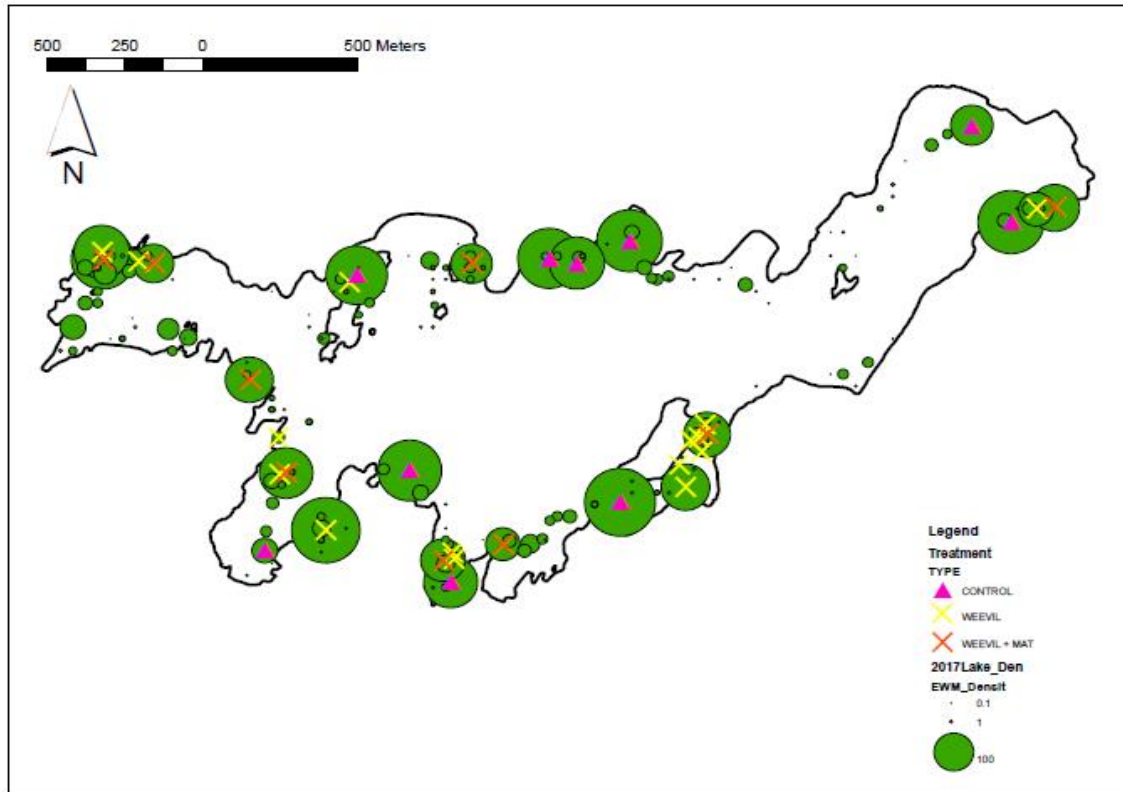 500 250 0 500 Meters
N
Legend
Treatment
TYPE
CONTROL
WEEVIL
WEEVIL + MAT
2017Lake_Den
EWM_Densit
0.1
1
100